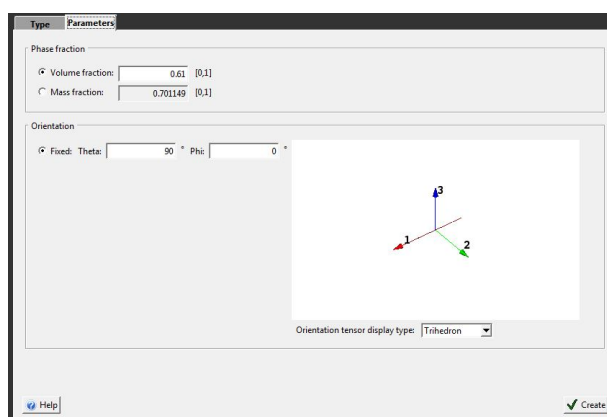 Type Parameters
Phase fraction
Volume fraction: 0.61 [0,1]
Mass fraction: 0.701149 [0,1]
Orientation
Fixed: Theta: 90 ° Phi: 0 °
3
1
2
Orientation tensor display type: Trihedron
Help
Create